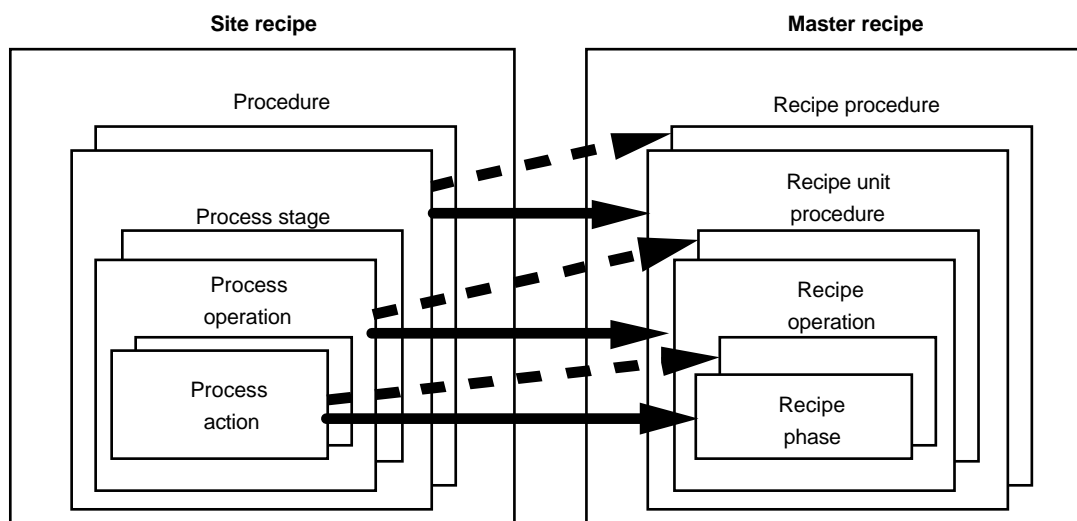 Site recipe
Master recipe
Procedure
Recipe procedure
Process stage
Recipe unit
procedure
Process
operation
Recipe
operation
Process
action
Recipe
phase